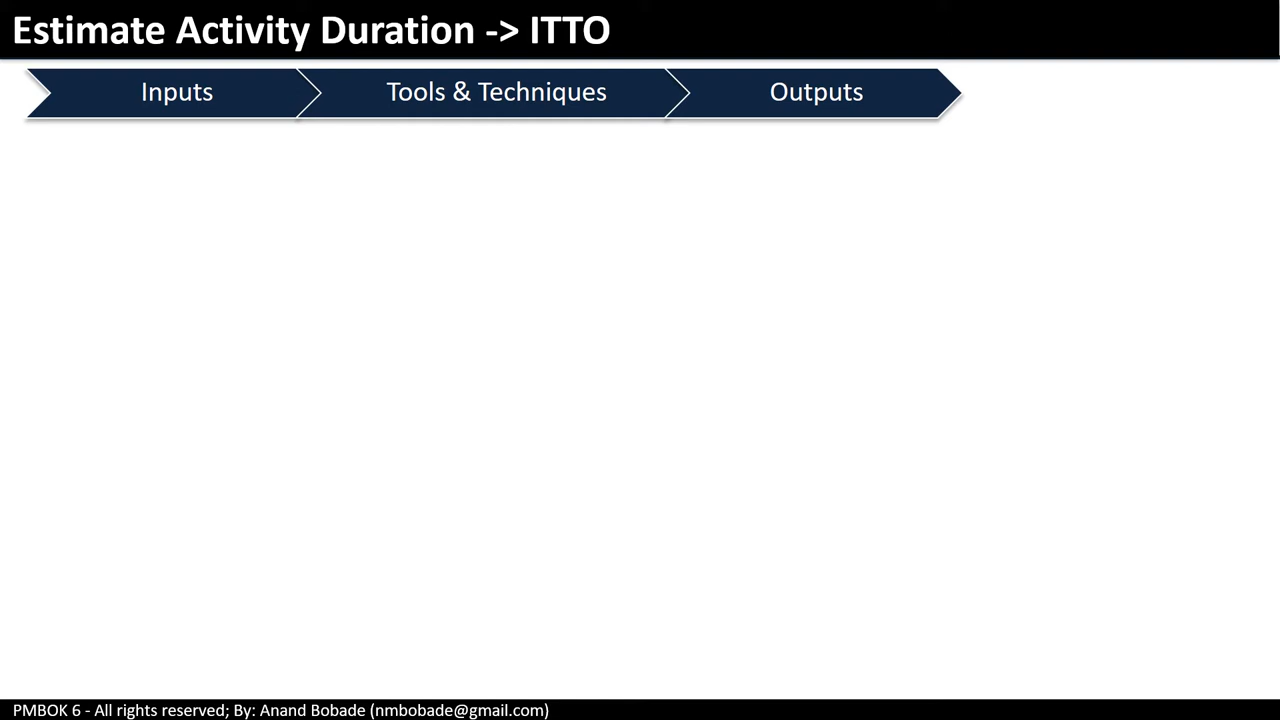 Estimate Activity Duration -> ITTO
Inputs
Tools & Techniques
Outputs
PMBOK 6 - All rights reserved; By: Anand Bobade (nmbobade@gmail.com)